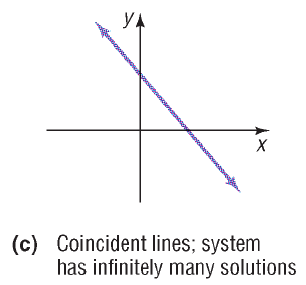 y
x
(c) Coincident lines; system
has infinitely many solutions